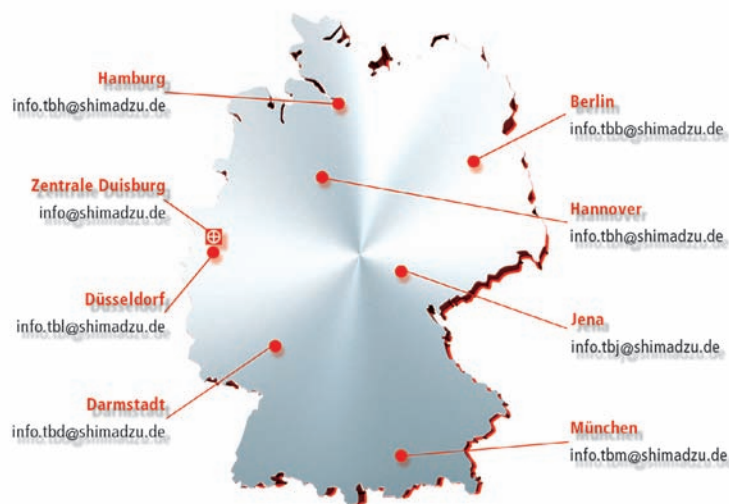 Hamburg
info.tbh@shimadzu.de
Zentrale Duisburg
info@shimadzu.de
Düsseldorf
info.tbl@shimadzu.de
Darmstadt
info.tbd@shimadzu.de
Berlin
info.tbb@shimadzu.de
Hannover
info.tbh@shimadzu.de
Jena
info.tbj@shimadzu.de
München
info.tbm@shimadzu.de